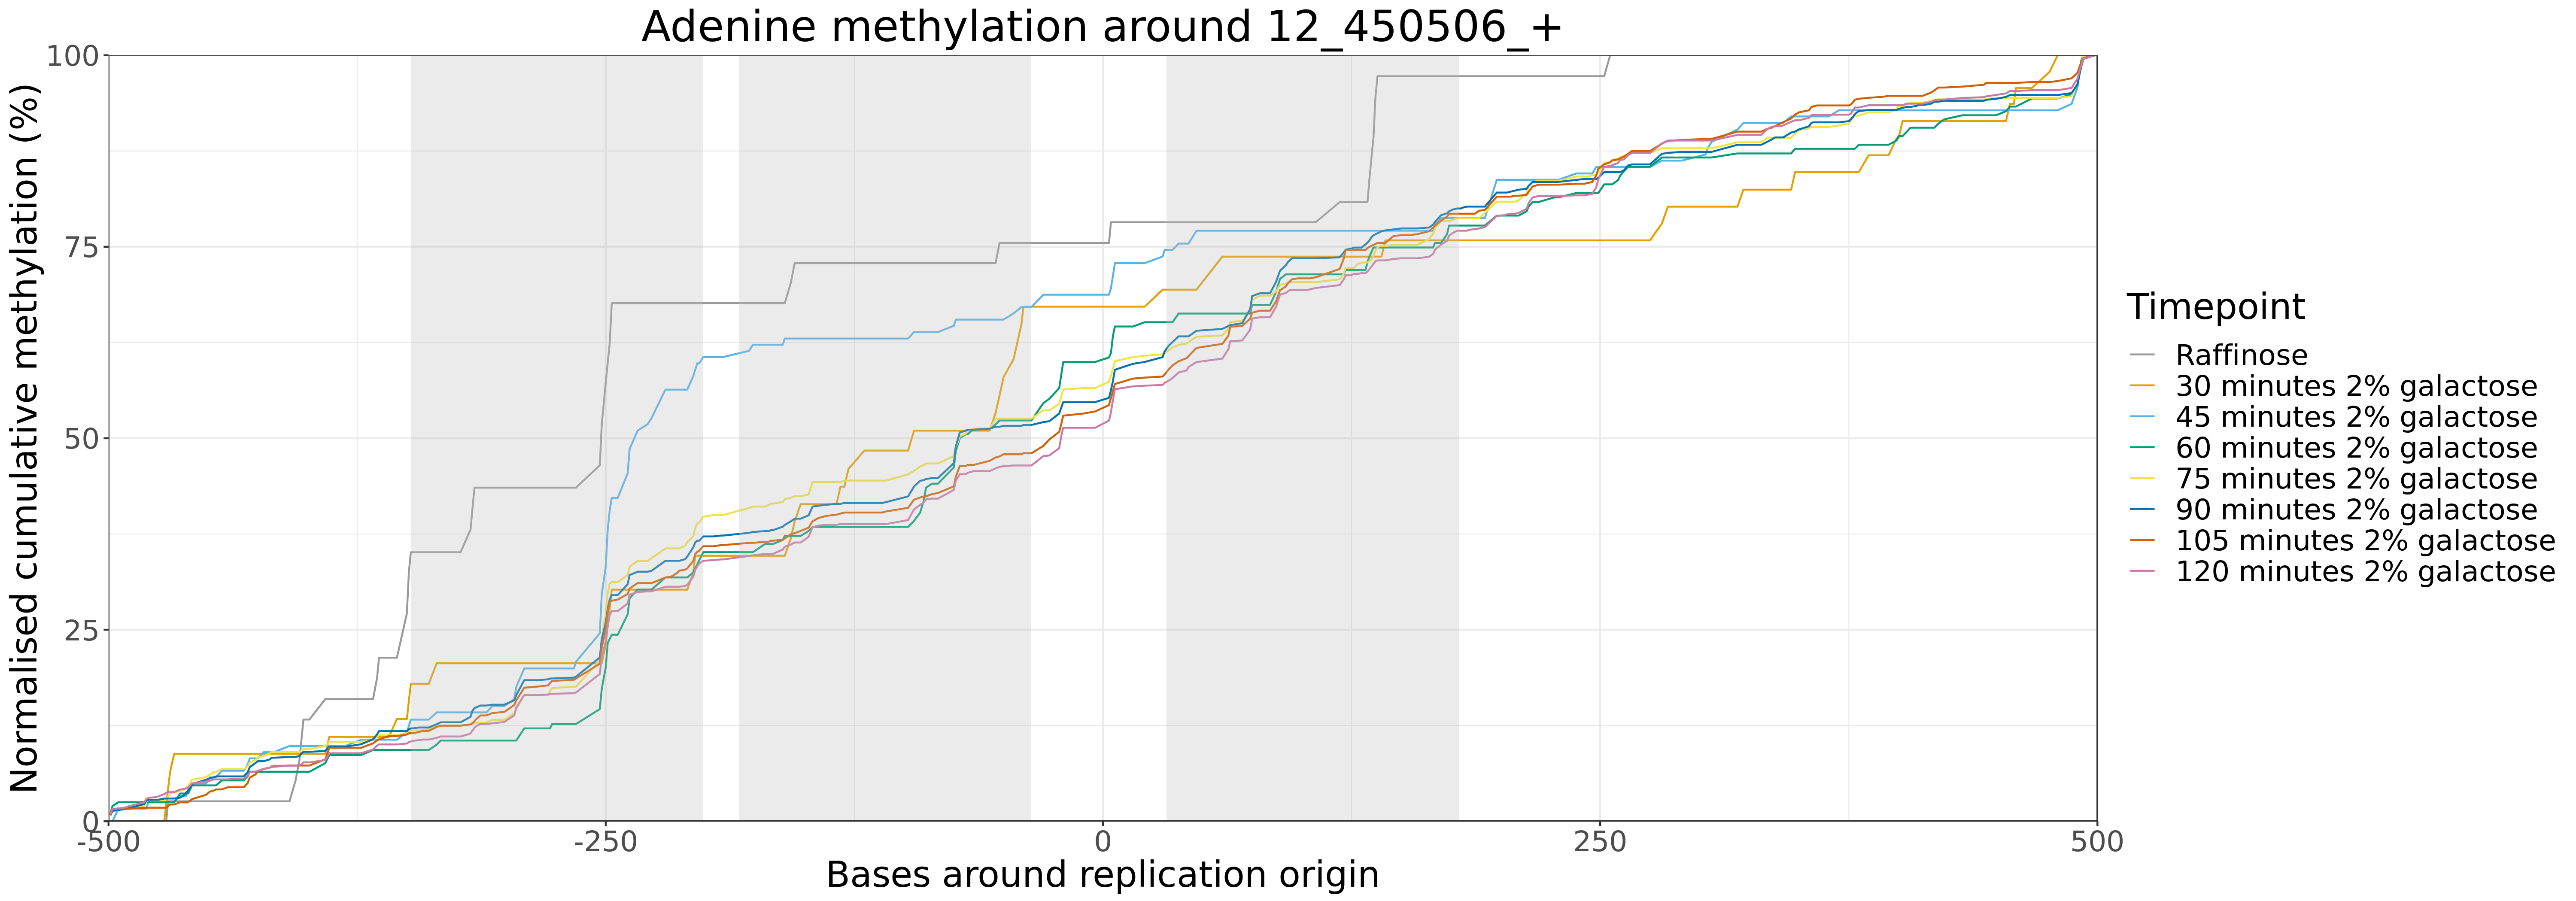 Adenine methylation around 12_450506_+
Normalised cumulative methylation (%)
100
75
50
25
0
-500
-250
0
250
500
Bases around replication origin
Timepoint
Raffinose
30 minutes 2% galactose
45 minutes 2% galactose
60 minutes 2% galactose
75 minutes 2% galactose
90 minutes 2% galactose
105 minutes 2% galactose
120 minutes 2% galactose